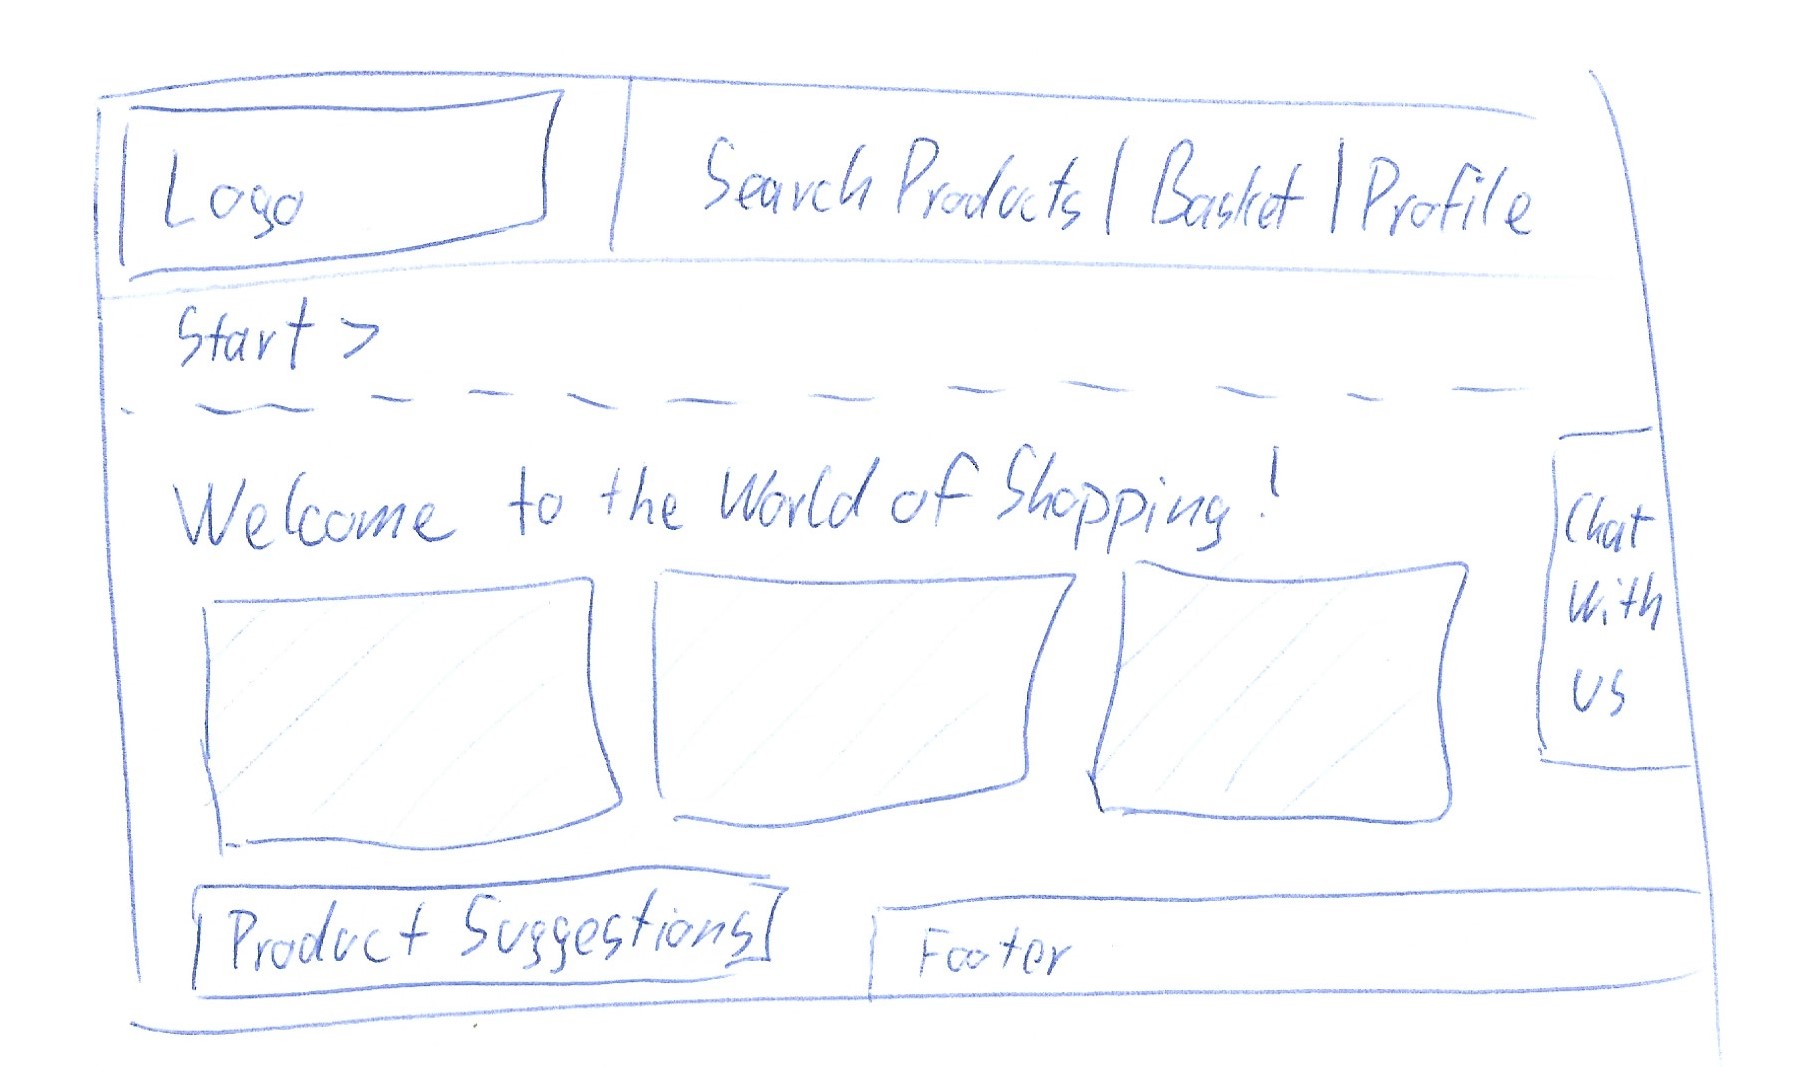 Logo
Search Products | Basket | Profile
Start >
Welcome to the World of Shopping!
Chat
With
us
Product Suggestions
Footer